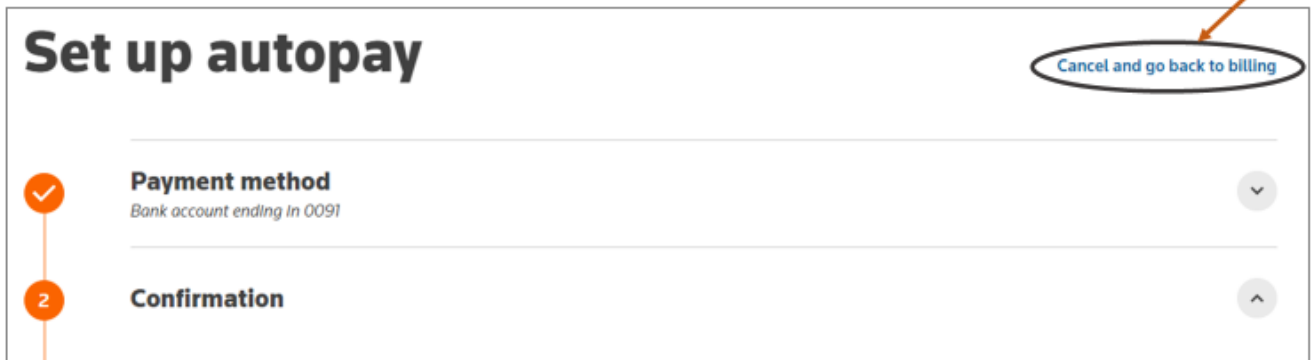 Set up autopay
Cancel and go back to billing
Payment method
Bank account ending in 0091
2
Confirmation